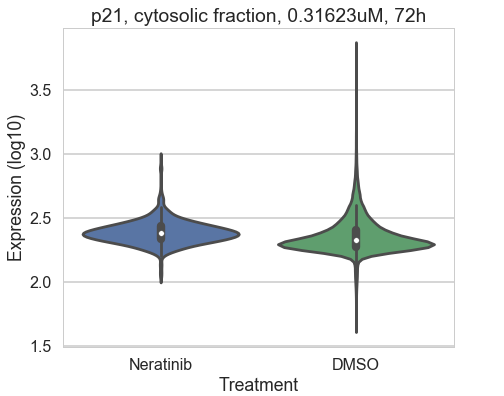 p21, cytosolic fraction, 0.31623uM, 72h
Expression (log10)
3.5
3.0
2.5
2.0
1.5
Neratinib DMSO
Treatment